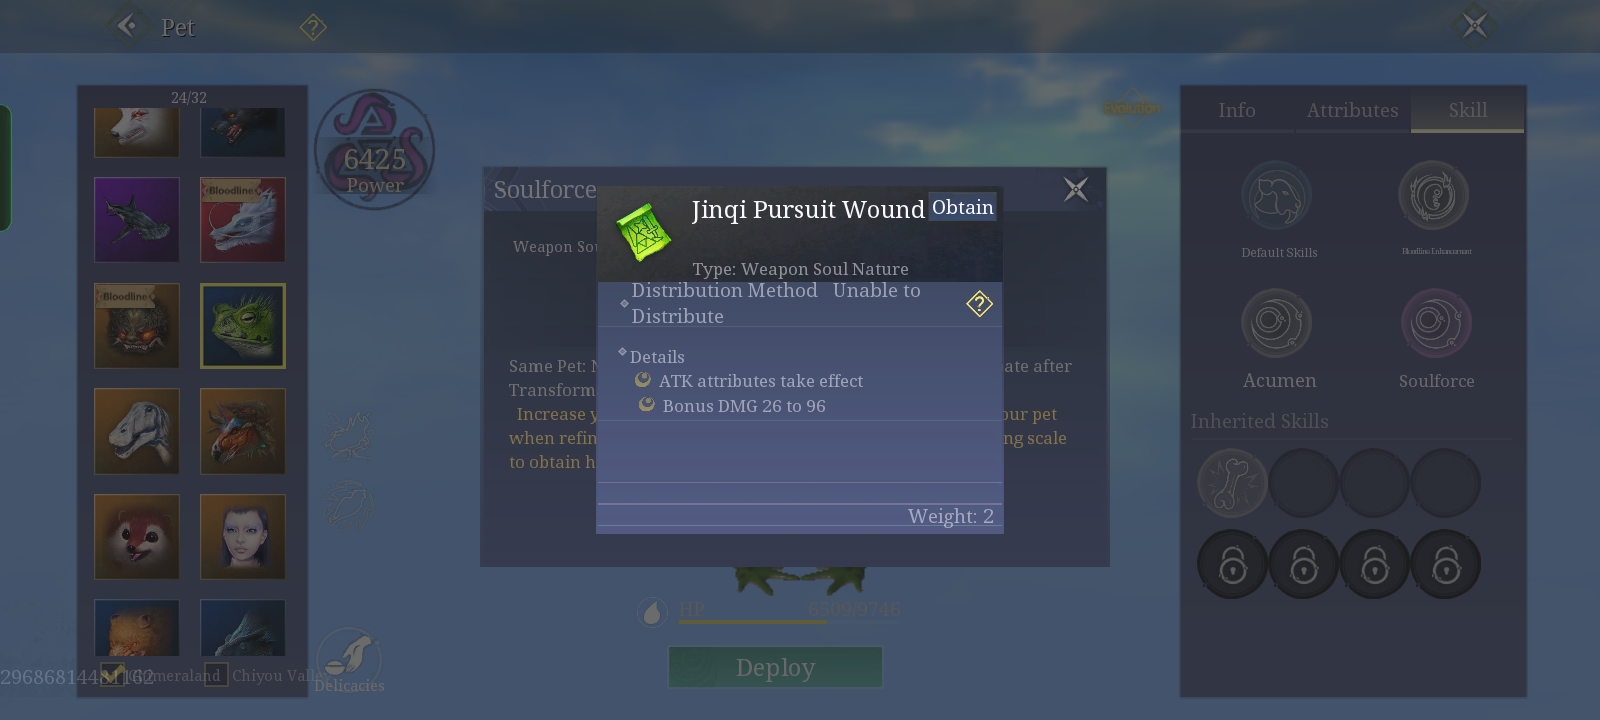 Pet
?
24/32
6425
Power
Evolution
Info
Attributes
Skill
Bloodline
Bloodline
Soulforce
Jinqi Pursuit Wound
Obtain
Type: Weapon Soul Nature
Weapon Sou
Distribution Method Unable to
Distribute
?
Details
ATK attributes take effect
Bonus DMG 26 to 96
Weight: 2
Same Pet:
ate after
Transform
Increase y
our pet
when refin
ng scale
to obtain h
Default Skills
Bloodline Enhancement
Acumen
Soulforce
Inherited Skills
HP
8509/9746
Deploy
Chimeraland
Chiyou Valle
Delicacies